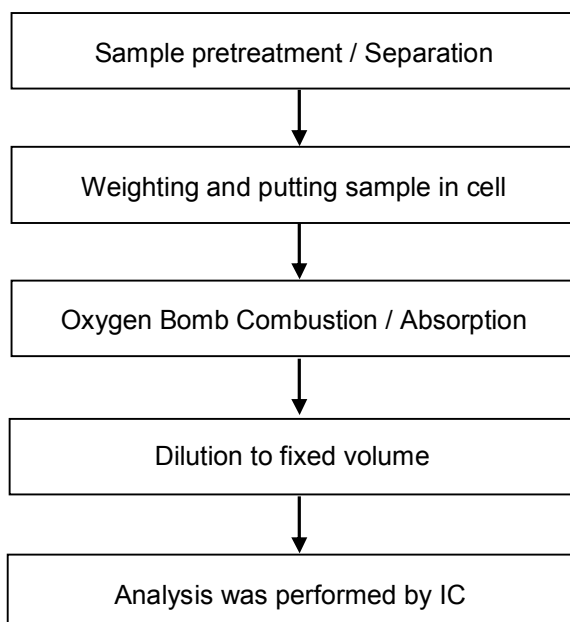 Sample pretreatment / Separation
Weighting and putting sample in cell
Oxygen Bomb Combustion / Absorption
Dilution to fixed volume
Analysis was performed by IC